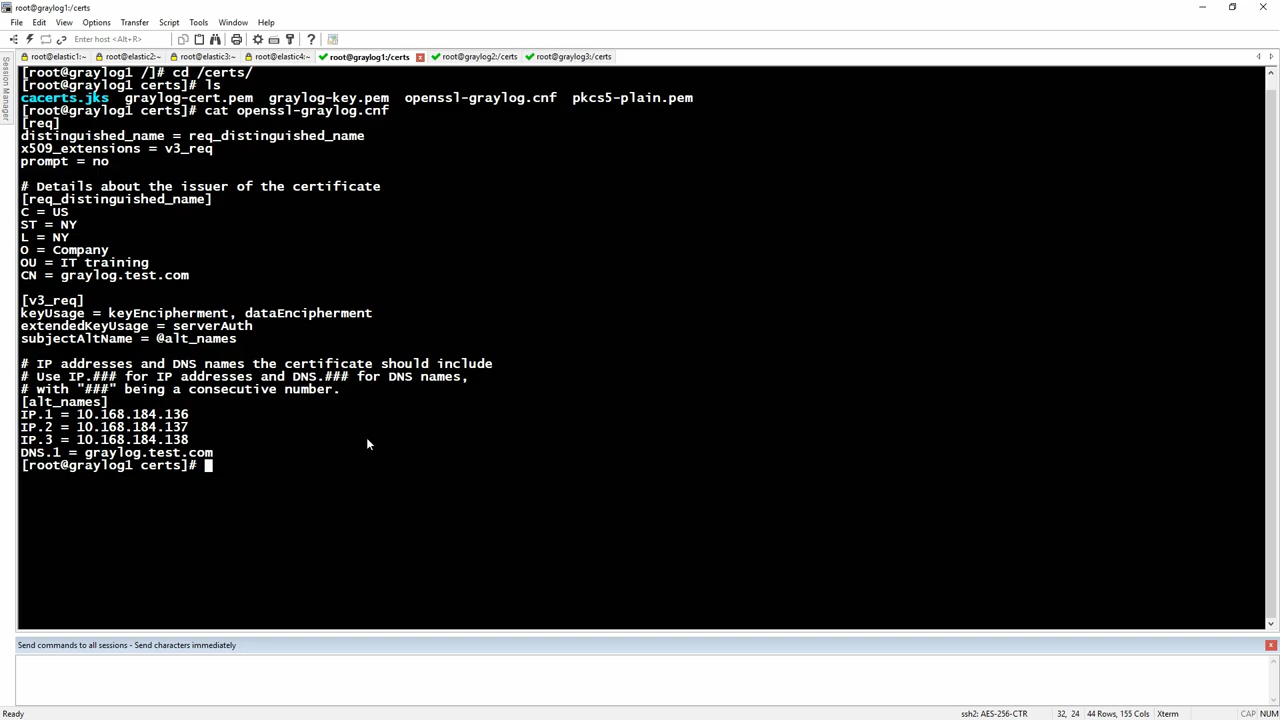 root@graylog1:/certs
File Edit View Options Transfer Script Tools Window Help
Enter host <Alt+R>
root@elastic1:~ root@elastic2:~ root@elastic3:~ root@elastic4:~ root@graylog1:/certs root@graylog2:/certs root@graylog3:/certs
Session Manager
[root@graylog1 /]# cd /certs/
[root@graylog1 certs]# ls
cacerts.jks graylog-cert.pem graylog-key.pem openssl-graylog.cnf pkcs5-plain.pem
[root@graylog1 certs]# cat openssl-graylog.cnf
[req]
distinguished_name = req_distinguished_name
x509_extensions = v3_req
prompt = no
# Details about the issuer of the certificate
[req_distinguished_name]
C = US
ST = NY
L = NY
O = Company
OU = IT training
CN = graylog.test.com
[v3_req]
keyUsage = keyEncipherment, dataEncipherment
extendedKeyUsage = serverAuth
subjectAltName = @alt_names
# IP addresses and DNS names the certificate should include
# Use IP.### for IP addresses and DNS.### for DNS names,
# with "###" being a consecutive number.
[alt_names]
IP.1 = 10.168.184.136
IP.2 = 10.168.184.137
IP.3 = 10.168.184.138
DNS.1 = graylog.test.com
[root@graylog1 certs]#
Send commands to all sessions - Send characters immediately
Ready ssh2: AES-256-CTR 32, 24 44 Rows, 155 Cols Xterm CAP NUM